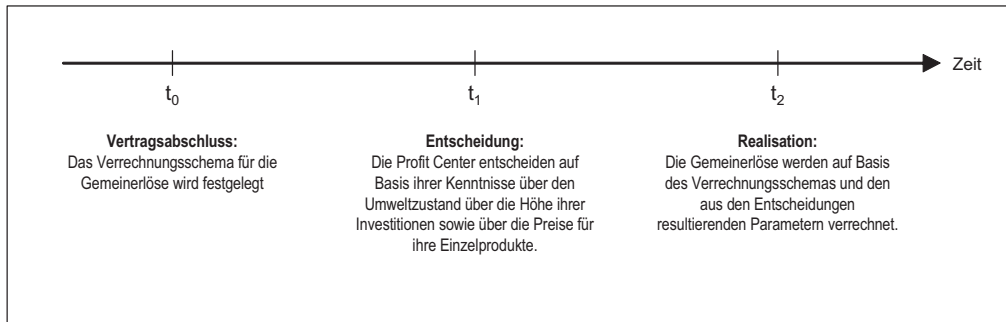 Zeit
t0
t1
t2
Vertragsabschluss:
Das Verrechnungsschema für die
Gemeinerlöse wird festgelegt
Entscheidung:
Die Profit Center entscheiden auf
Basis ihrer Kenntnisse über den
Umweltzustand über die Höhe ihrer
Investitionen sowie über die Preise für
ihre Einzelprodukte.
Realisation:
Die Gemeinerlöse werden auf Basis
des Verrechnungsschemas und den
aus den Entscheidungen
resultierenden Parametern verrechnet.